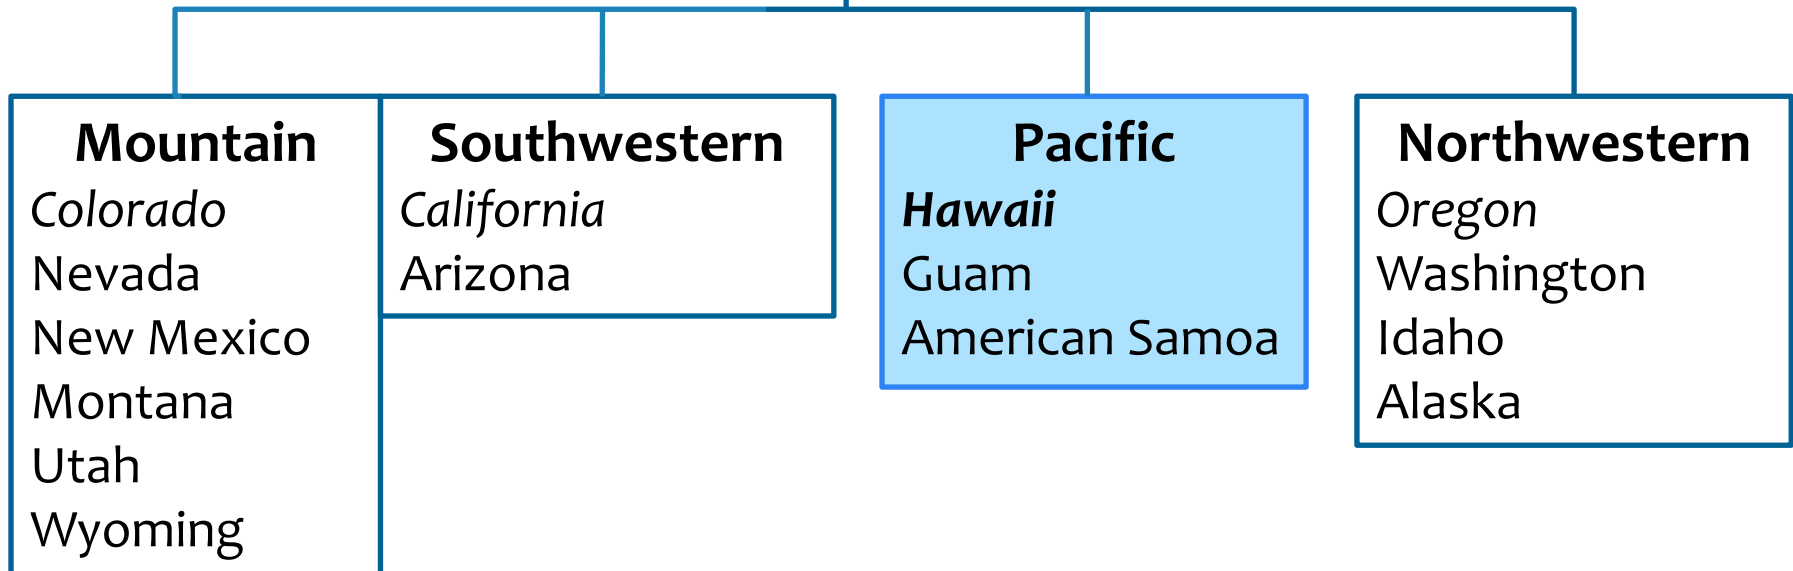 Mountain
Colorado
Nevada
New Mexico
Montana
Utah
Wyoming
Southwestern
California
Arizona
Pacific
Hawaii
Guam
American Samoa
Northwestern
Oregon
Washington
Idaho
Alaska